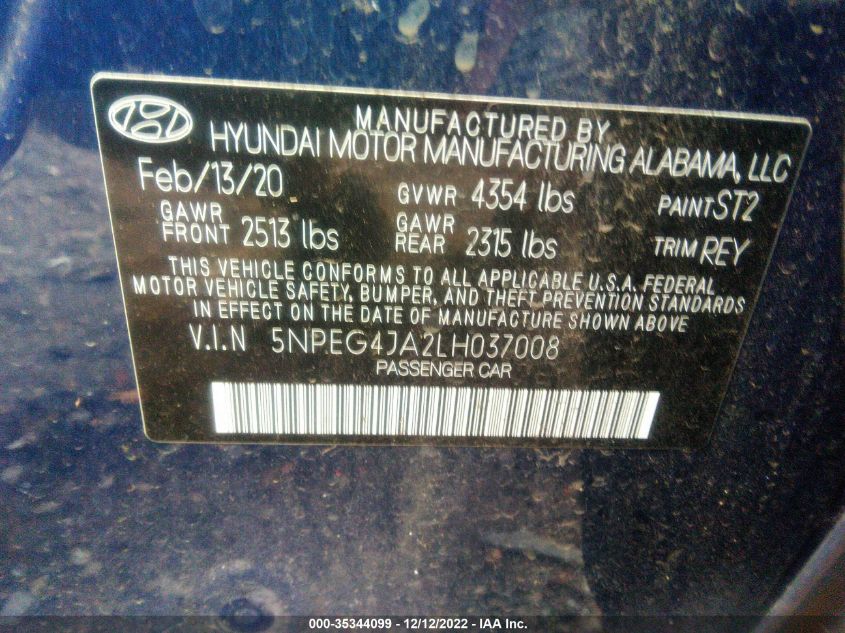 MANUFACTURED BY
HYUNDAI MOTOR MANUFACTURING ALABAMA, LLC
Feb/13/20 GVWR 4354 lbs PAINT ST2
GAWR FRONT 2513 lbs GAWR REAR 2315 lbs TRIM REY
THIS VEHICLE CONFORMS TO ALL APPLICABLE U.S.A. FEDERAL
MOTOR VEHICLE SAFETY, BUMPER, AND THEFT PREVENTION STANDARDS
IN EFFECT ON THE DATE OF MANUFACTURE SHOWN ABOVE
V.I.N 5NPEG4JA2LH037008
PASSENGER CAR
000-35344099 - 12/12/2022 - IAA Inc.